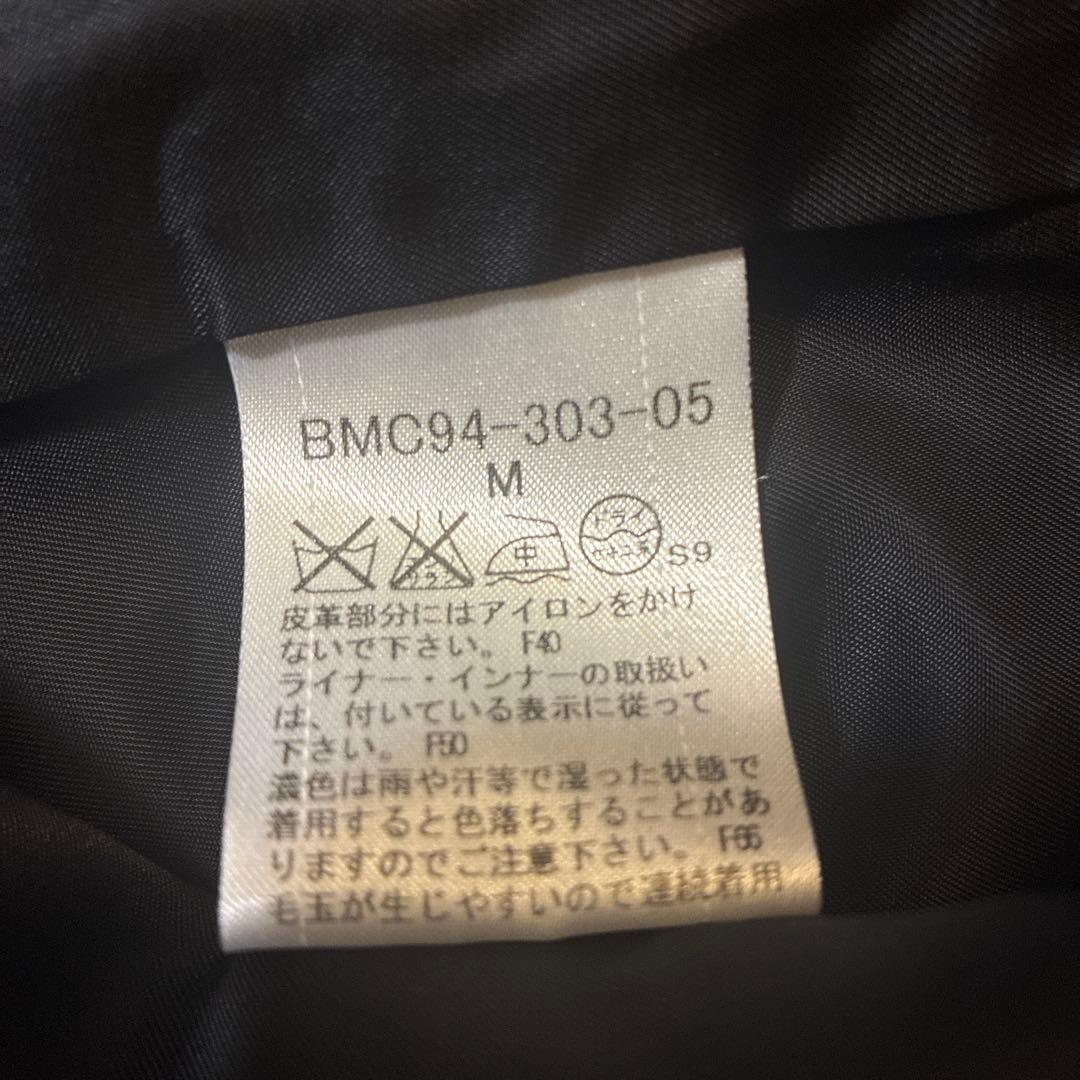 BMC94-303-05
M
中
ドライ
セキユ系
S9
皮革部分にはアイロンをかけ
ないで下さい。 F40
ライナー・インナーの取扱い
は、付いている表示に従って
下さい。 F50
濃色は雨や汗等で湿った状態で
着用すると色落ちすることがあ
りますのでご注意下さい。 F66
毛玉が生じやすいので連続着用